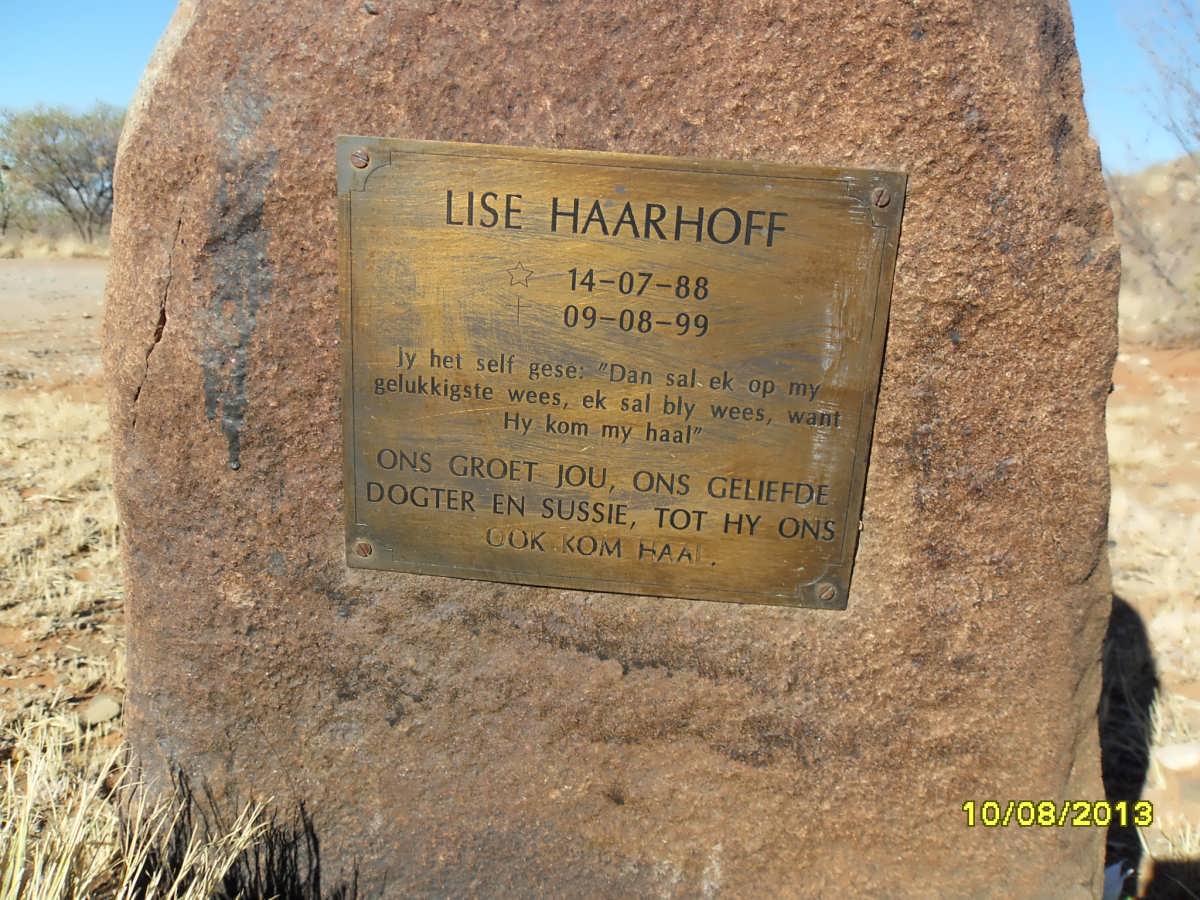 LISE HAARHOFF
14-07-88
09-08-99
Jy het self gese: "Dan sal ek op my
gelukkigste wees, ek sal bly wees, want
Hy kom my haal"
ONS GROET JOU, ONS GELIEFDE
DOGTER EN SUSSIE, TOT HY ONS
OOK KOM HAAL.
10/08/2013